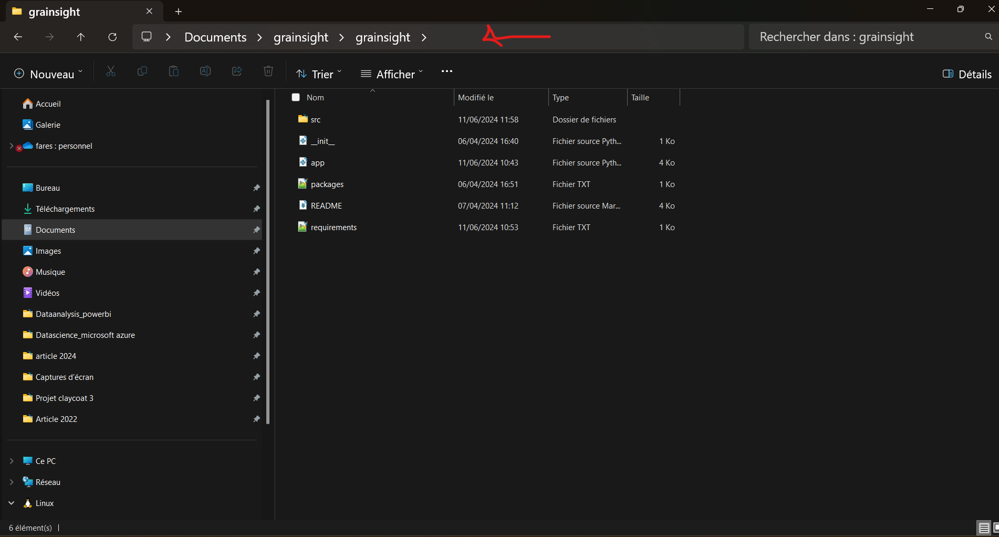 grainsight
Documents > grainsight > grainsight >
Rechercher dans : grainsight
Nouveau
Trier
Afficher
Détails
Accueil
Galerie
fares : personnel
Bureau
Téléchargements
Documents
Images
Musique
Vidéos
Dataanalysis_powerbi
Datascience_microsoft azure
article 2024
Captures d'écran
Projet claycoat 3
Article 2022
Ce PC
Réseau
Linux
Nom Modifié le Type Taille
src 11/06/2024 11:58 Dossier de fichiers
__init__ 06/04/2024 16:40 Fichier source Pyth... 1 Ko
app 11/06/2024 10:43 Fichier source Pyth... 4 Ko
packages 06/04/2024 16:51 Fichier TXT 1 Ko
README 07/04/2024 11:12 Fichier source Mar... 4 Ko
requirements 11/06/2024 10:53 Fichier TXT 1 Ko
6 élément(s)